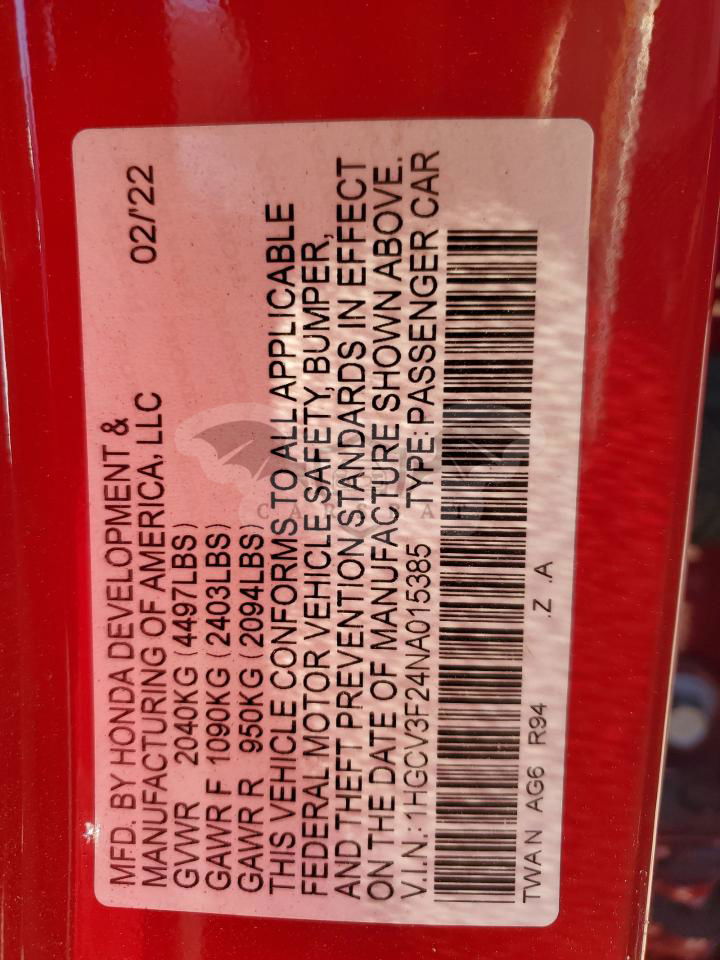 MFD. BY HONDA DEVELOPMENT &
MANUFACTURING OF AMERICA, LLC 02/'22
GVWR 2040KG (4497LBS)
GAWR F 1090KG (2403LBS)
GAWR R 950KG (2094LBS)
THIS VEHICLE CONFORMS TO ALL APPLICABLE
FEDERAL MOTOR VEHICLE SAFETY, BUMPER,
AND THEFT PREVENTION STANDARDS IN EFFECT
ON THE DATE OF MANUFACTURE SHOWN ABOVE.
V.I.N.:1HGCV3F24NA015385 TYPE:PASSENGER CAR
TWAN AG6 R94 .Z .A